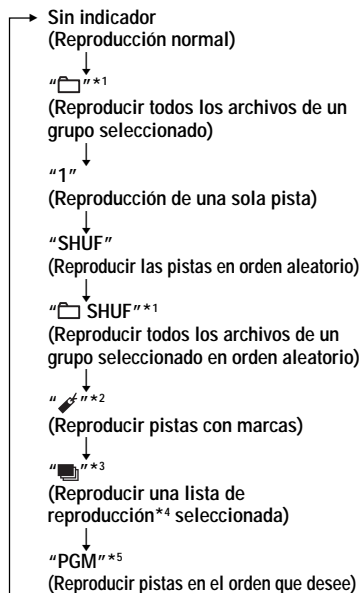 Sin indicador
(Reproducción normal)
“ ”*1
(Reproducir todos los archivos de un
grupo seleccionado)
“1”
(Reproducción de una sola pista)
“SHUF”
(Reproducir las pistas en orden aleatorio)
“ SHUF”*1
(Reproducir todos los archivos de un
grupo seleccionado en orden aleatorio)
“ ”*2
(Reproducir pistas con marcas)
“ ”*3
(Reproducir una lista de
reproducción*4 seleccionada)
“PGM”*5
(Reproducir pistas en el orden que desee)